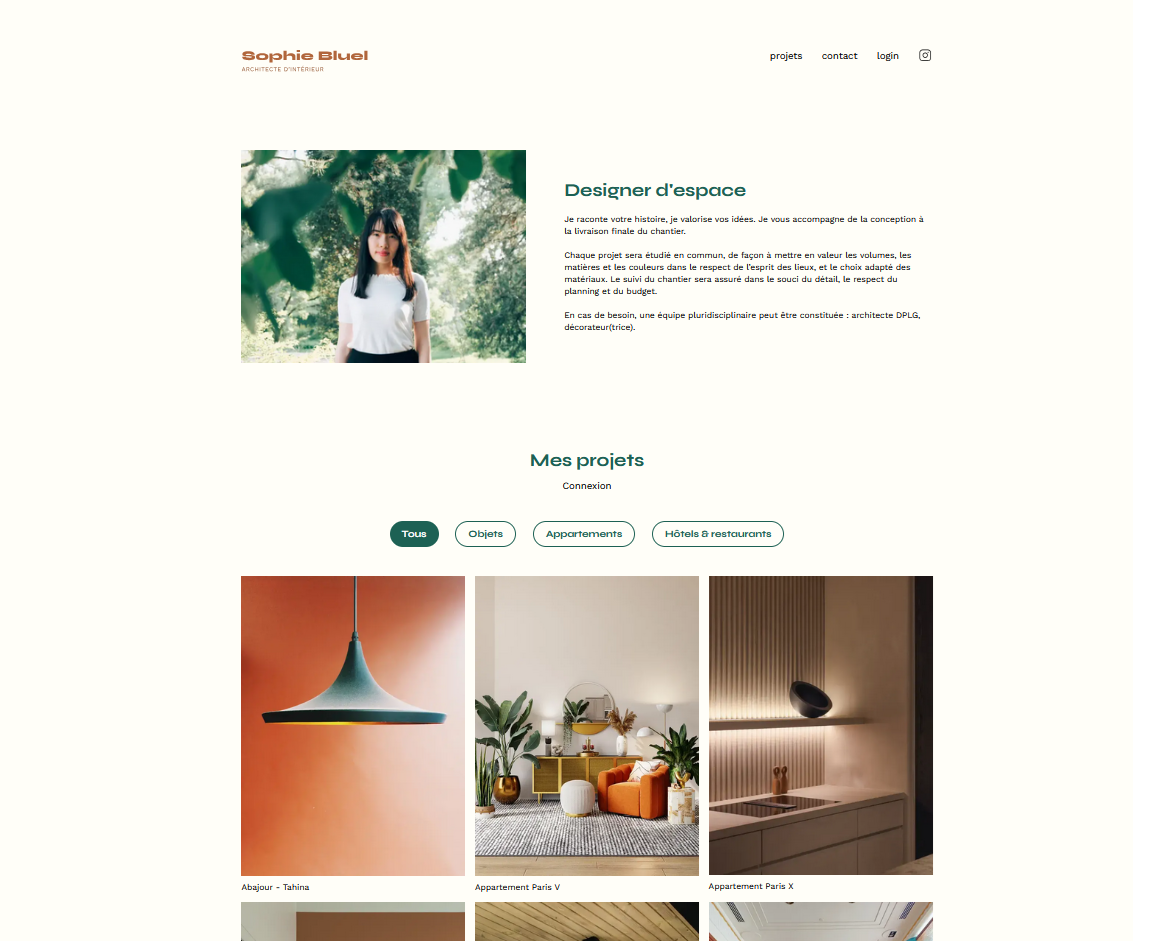 Sophie Bluel
ARCHITECTE D'INTÉRIEUR
projets contact login
Designer d'espace
Je raconte votre histoire, je valorise vos idées. Je vous accompagne de la conception à
la livraison finale du chantier.
Chaque projet sera étudié en commun, de façon à mettre en valeur les volumes, les
matières et les couleurs dans le respect de l'esprit des lieux, et le choix adapté des
matériaux. Le suivi du chantier sera assuré dans le souci du détail, le respect du
planning et du budget.
En cas de besoin, une équipe pluridisciplinaire peut être constituée : architecte DPLG,
décorateur(trice).
Mes projets
Connexion
Tous Objets Appartements Hôtels & restaurants
Abajour - Tahina
Appartement Paris V
Appartement Paris X